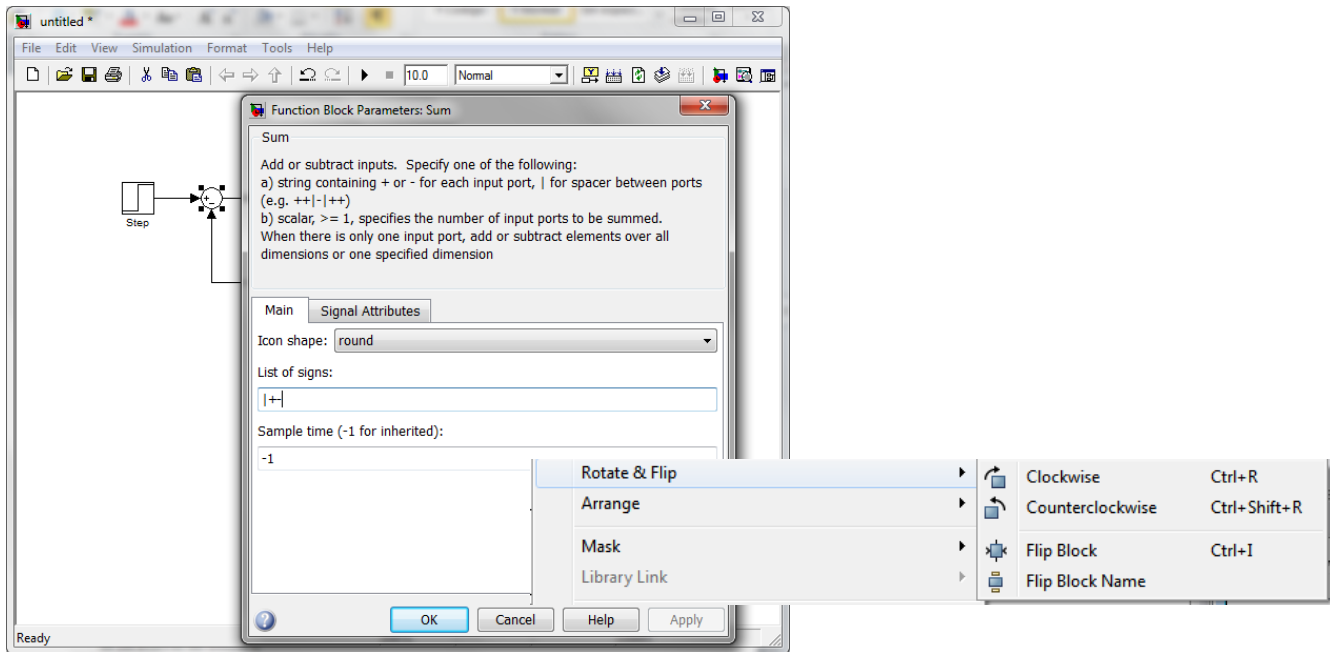 untitled *
File Edit View Simulation Format Tools Help
10.0 Normal
Function Block Parameters: Sum
Sum
Add or subtract inputs. Specify one of the following:
a) string containing + or - for each input port, | for spacer between ports
(e.g. ++|-|++)
b) scalar, >= 1, specifies the number of input ports to be summed.
When there is only one input port, add or subtract elements over all
dimensions or one specified dimension
Step
Main Signal Attributes
Icon shape: round
List of signs:
|+-
Sample time (-1 for inherited):
-1
Rotate & Flip
Arrange
Mask
Library Link
Clockwise Ctrl+R
Counterclockwise Ctrl+Shift+R
Flip Block Ctrl+I
Flip Block Name
OK Cancel Help Apply
Ready